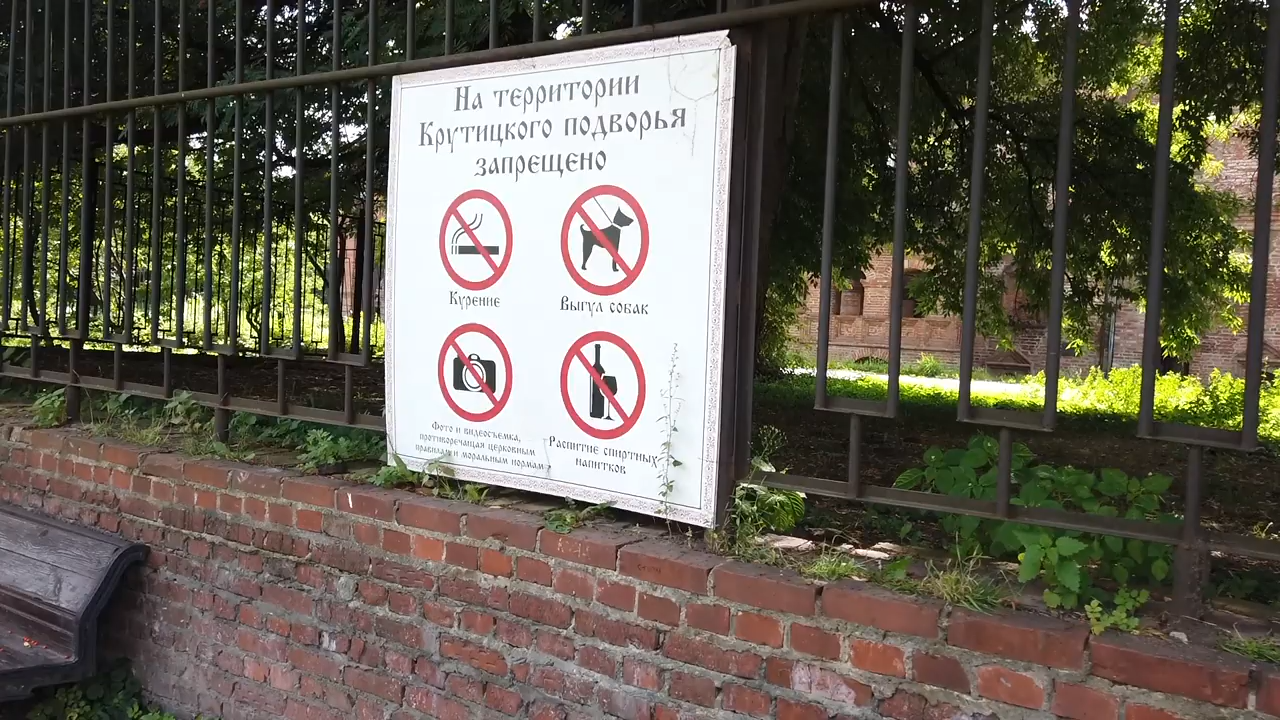 На территории
Крутицкого подворья
запрещено
Курение
Выгул собак
Фото и видеосъемка,
противоречащая церковным
правилам и моральным нормам
Распитие спиртных
напитков